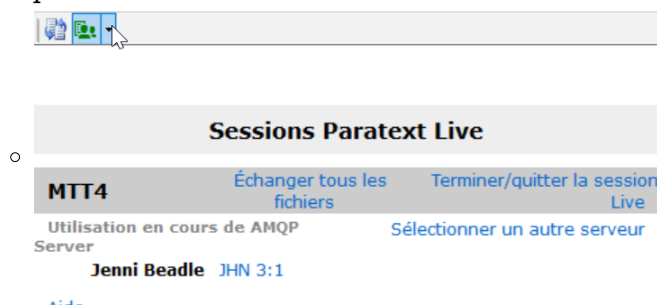 Sessions Paratext Live
MTT4
Échanger tous les
fichiers
Terminer/quitter la session
Live
Utilisation en cours de AMQP
Server
Sélectionner un autre serveur
Jenni Beadle JHN 3:1